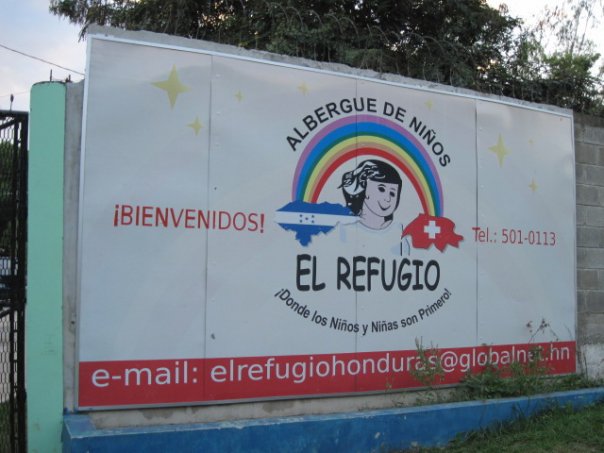 ALBERGUE DE NIÑOS
¡BIENVENIDOS!
Tel.: 501-0113
EL REFUGIO
¡Donde los Niños y Niñas son Primero!
e-mail: elrefugiohonduras@globalnet.hn